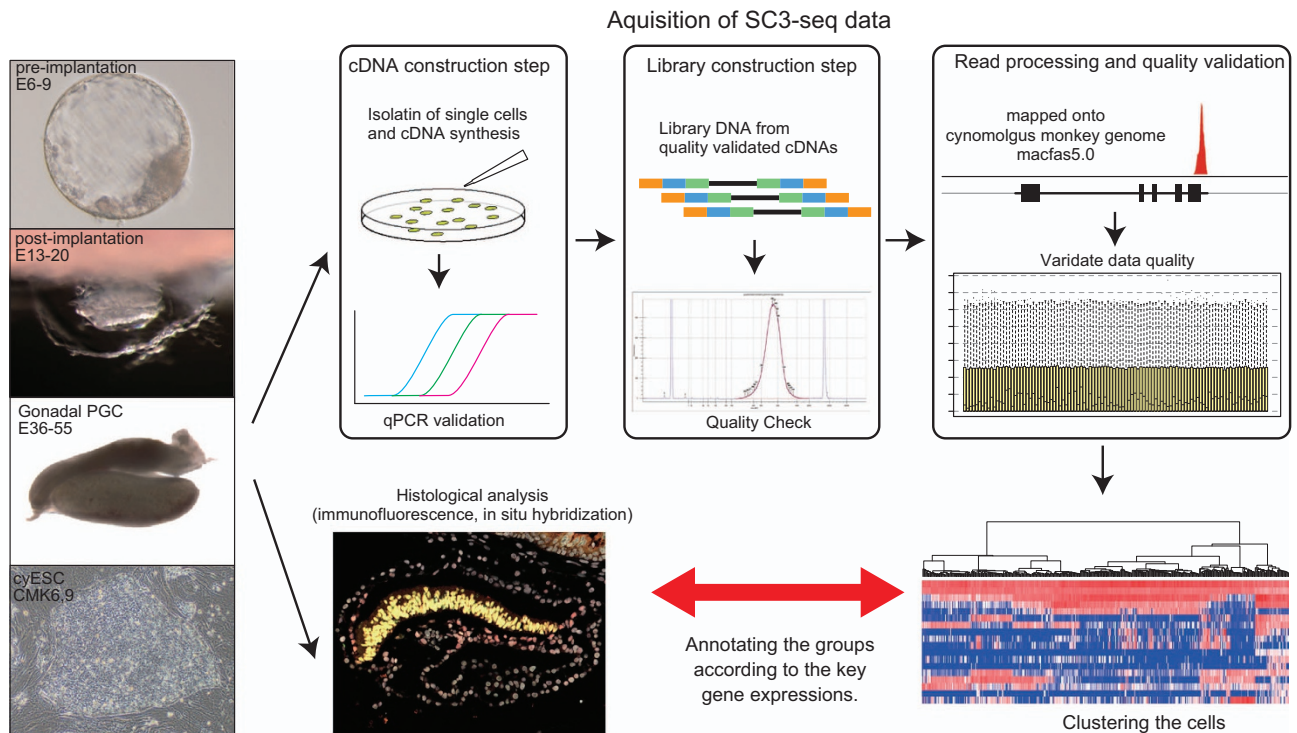 Aquisition of SC3-seq data
pre-implantation
E6-9
post-implantation
E13-20
Gonadal PGC
E36-55
cyESC
CMK6,9
cDNA construction step
Isolatin of single cells
and cDNA synthesis
qPCR validation
Library construction step
Library DNA from
quality validated cDNAs
Quality Check
Read processing and quality validation
mapped onto
cynomolgus monkey genome
macfas5.0
Varidate data quality
Histological analysis
(immunofluorescence, in situ hybridization)
Annotating the groups
according to the key
gene expressions.
Clustering the cells